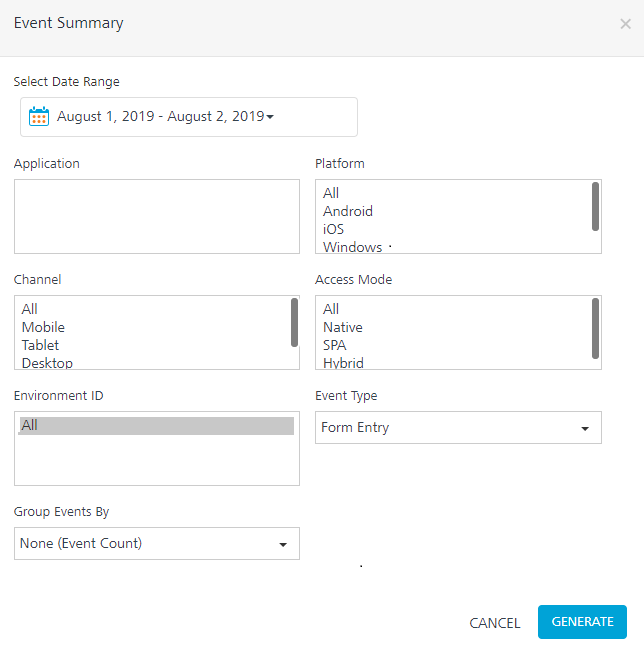 Event Summary
×
Select Date Range
August 1, 2019 - August 2, 2019
Application
Platform
All
Android
iOS
Windows
Channel
All
Mobile
Tablet
Desktop
Access Mode
All
Native
SPA
Hybrid
Environment ID
All
Event Type
Form Entry
Group Events By
None (Event Count)
CANCEL
GENERATE